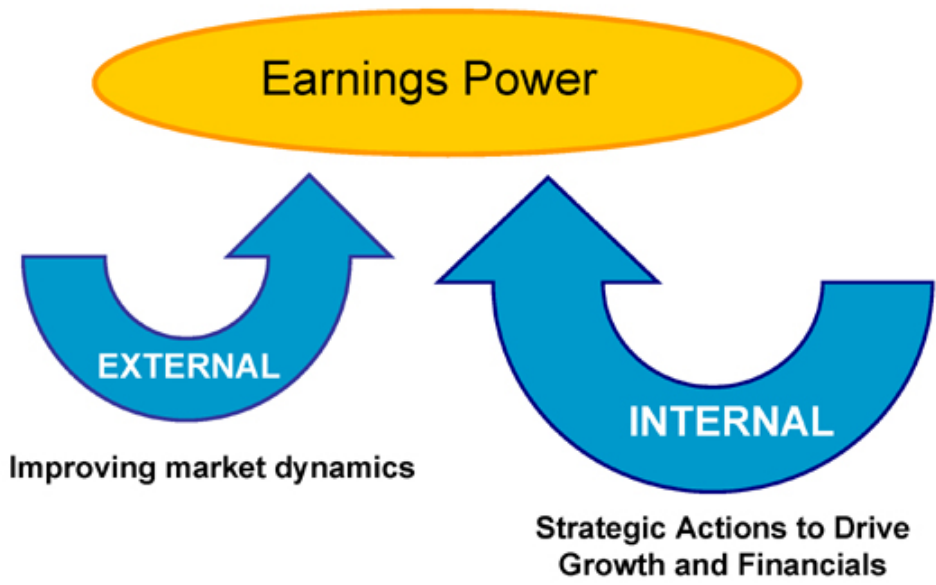 Earnings Power
EXTERNAL
INTERNAL
Improving market dynamics
Strategic Actions to Drive
Growth and Financials